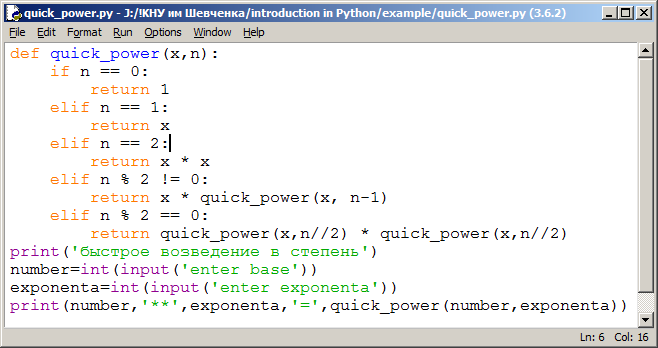 quick_power.py - J:/!КНУ им Шевченка/introduction in Python/example/quick_power.py (3.6.2)
File Edit Format Run Options Window Help
def quick_power(x,n):
    if n == 0:
        return 1
    elif n == 1:
        return x
    elif n == 2:
        return x * x
    elif n % 2 != 0:
        return x * quick_power(x, n-1)
    elif n % 2 == 0:
        return quick_power(x,n//2) * quick_power(x,n//2)
print('быстрое возведение в степень')
number=int(input('enter base'))
exponenta=int(input('enter exponenta'))
print(number,'**',exponenta,'=',quick_power(number,exponenta))
Ln: 6 Col: 16